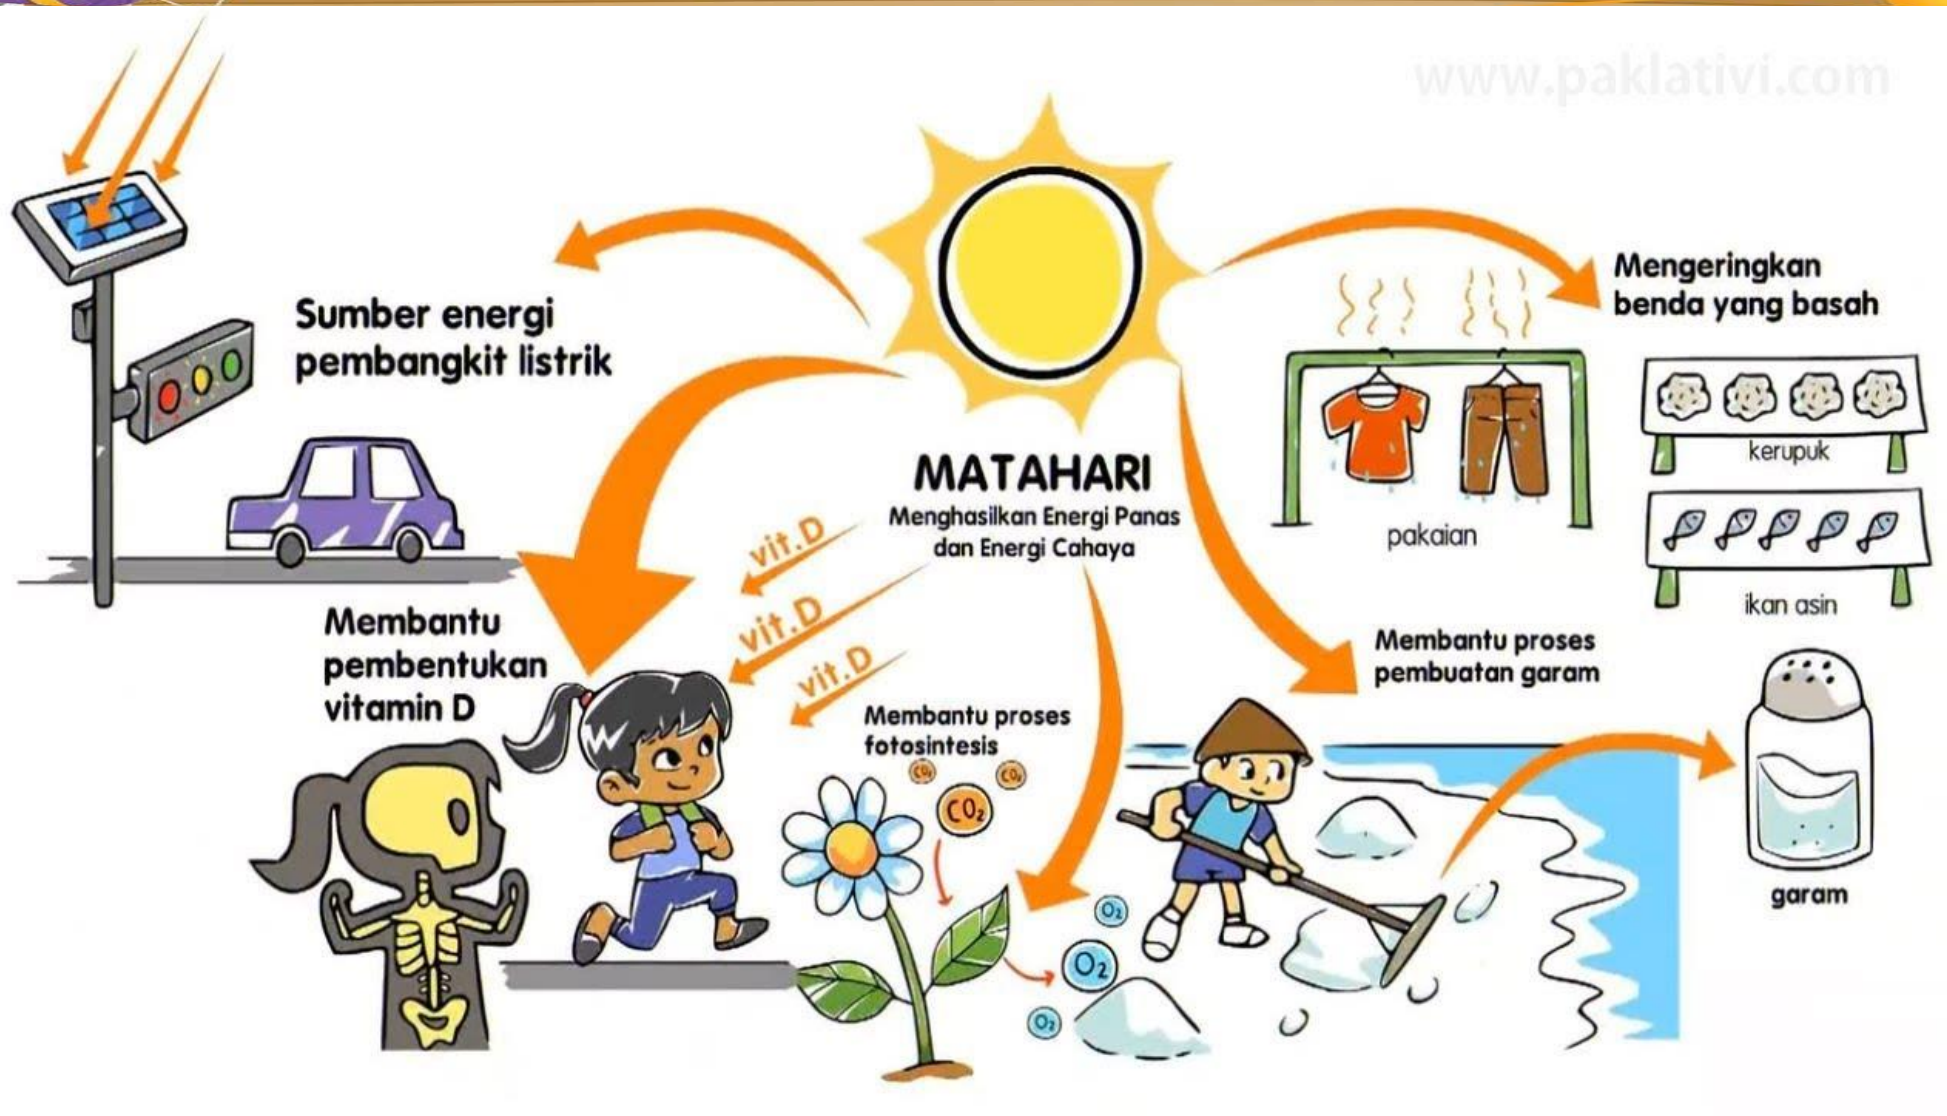 www.paklativi.com
Sumber energi
pembangkit listrik
MATAHARI
Menghasilkan Energi Panas
dan Energi Cahaya
Mengeringkan
benda yang basah
pakaian
kerupuk
ikan asin
Membantu
pembentukan
vitamin D
vit.D
vit.D
vit.D
Membantu proses
fotosintesis
CO₂
CO₂
CO₂
O₂
O₂
O₂
Membantu proses
pembuatan garam
garam